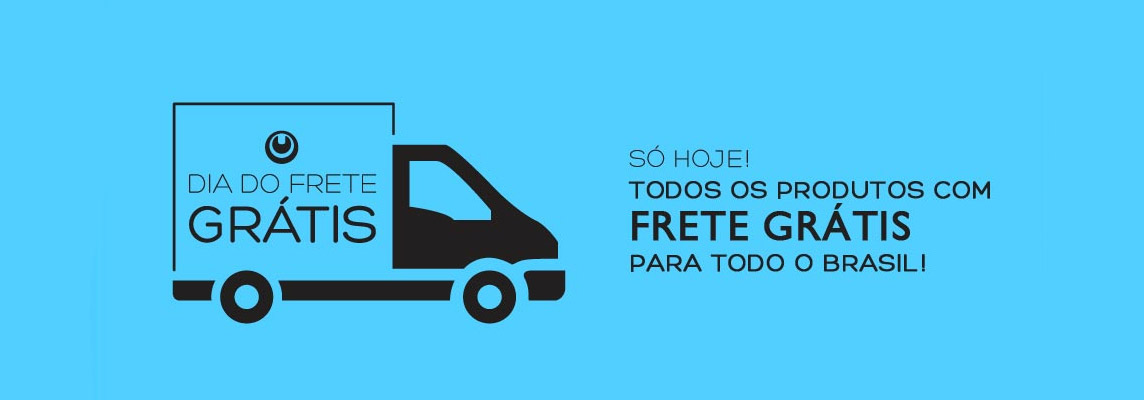 DIA DO FRETE
GRÁTIS
SÓ HOJE!
TODOS OS PRODUTOS COM
FRETE GRÁTIS
PARA TODO O BRASIL!